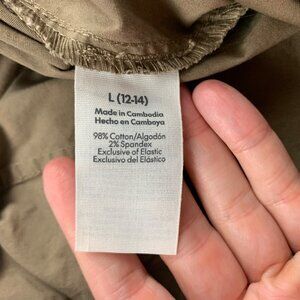 L (12-14)
Made in Cambodia
Hecho en Camboya
98% Cotton/Algodón
2% Spandex
Exclusive of Elastic
Exclusivo del Elástico